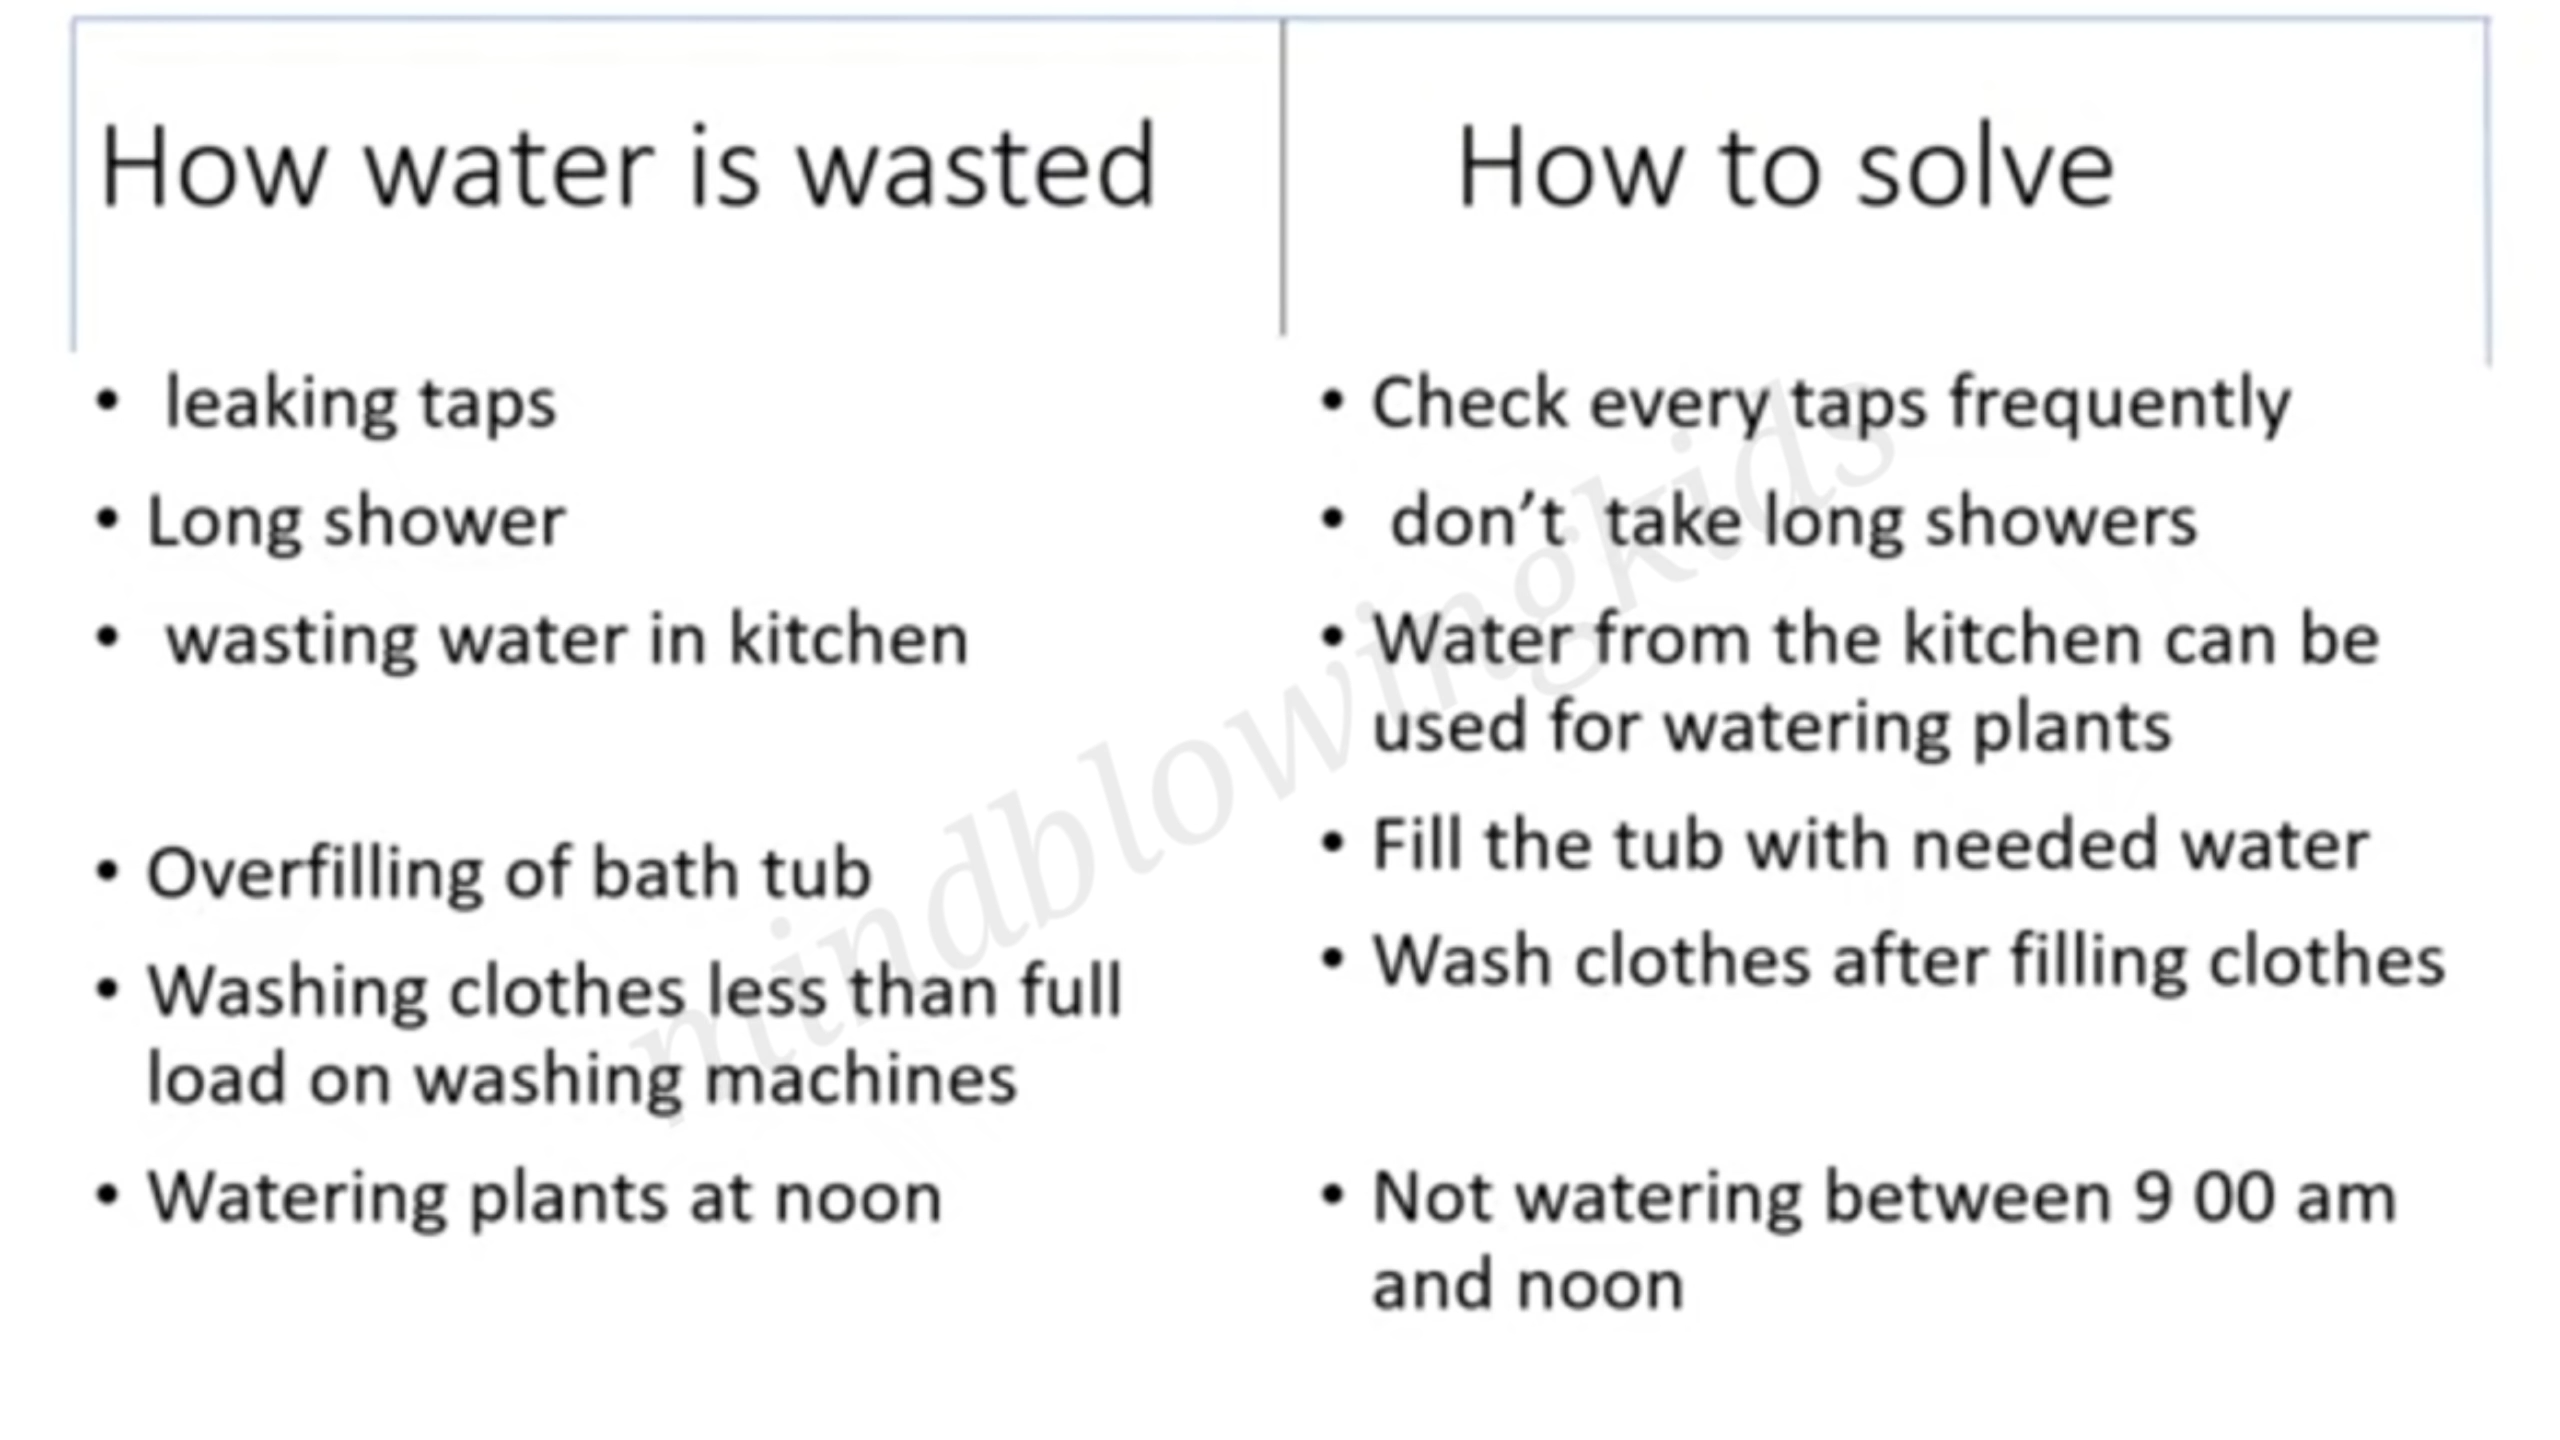 How water is wasted
How to solve
• leaking taps
• Long shower
• wasting water in kitchen
• Overfilling of bath tub
• Washing clothes less than full
load on washing machines
• Watering plants at noon
• Check every taps frequently
• don’t take long showers
• Water from the kitchen can be
used for watering plants
• Fill the tub with needed water
• Wash clothes after filling clothes
• Not watering between 9 00 am
and noon
mindblowingkids